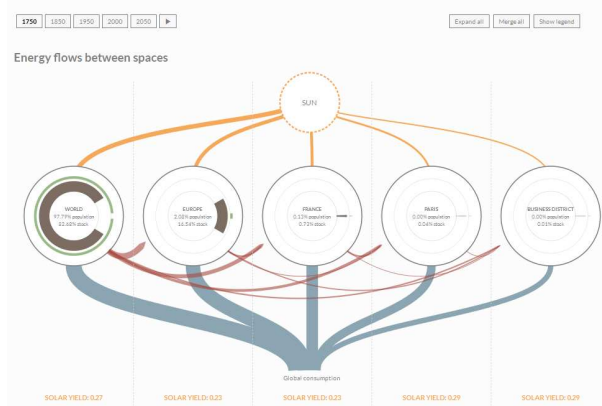 1750 1850 1950 2000 2050
Expand all Merge all Show legend
Energy flows between spaces
SUN
WORLD
97.79% population
82.68% stock
EUROPE
2.08% population
16.54% stock
FRANCE
0.13% population
0.73% stock
PARIS
0.00% population
0.04% stock
BUSINESS DISTRICT
0.00% population
0.01% stock
Global consumption
SOLAR YIELD: 0.27
SOLAR YIELD: 0.23
SOLAR YIELD: 0.23
SOLAR YIELD: 0.29
SOLAR YIELD: 0.29